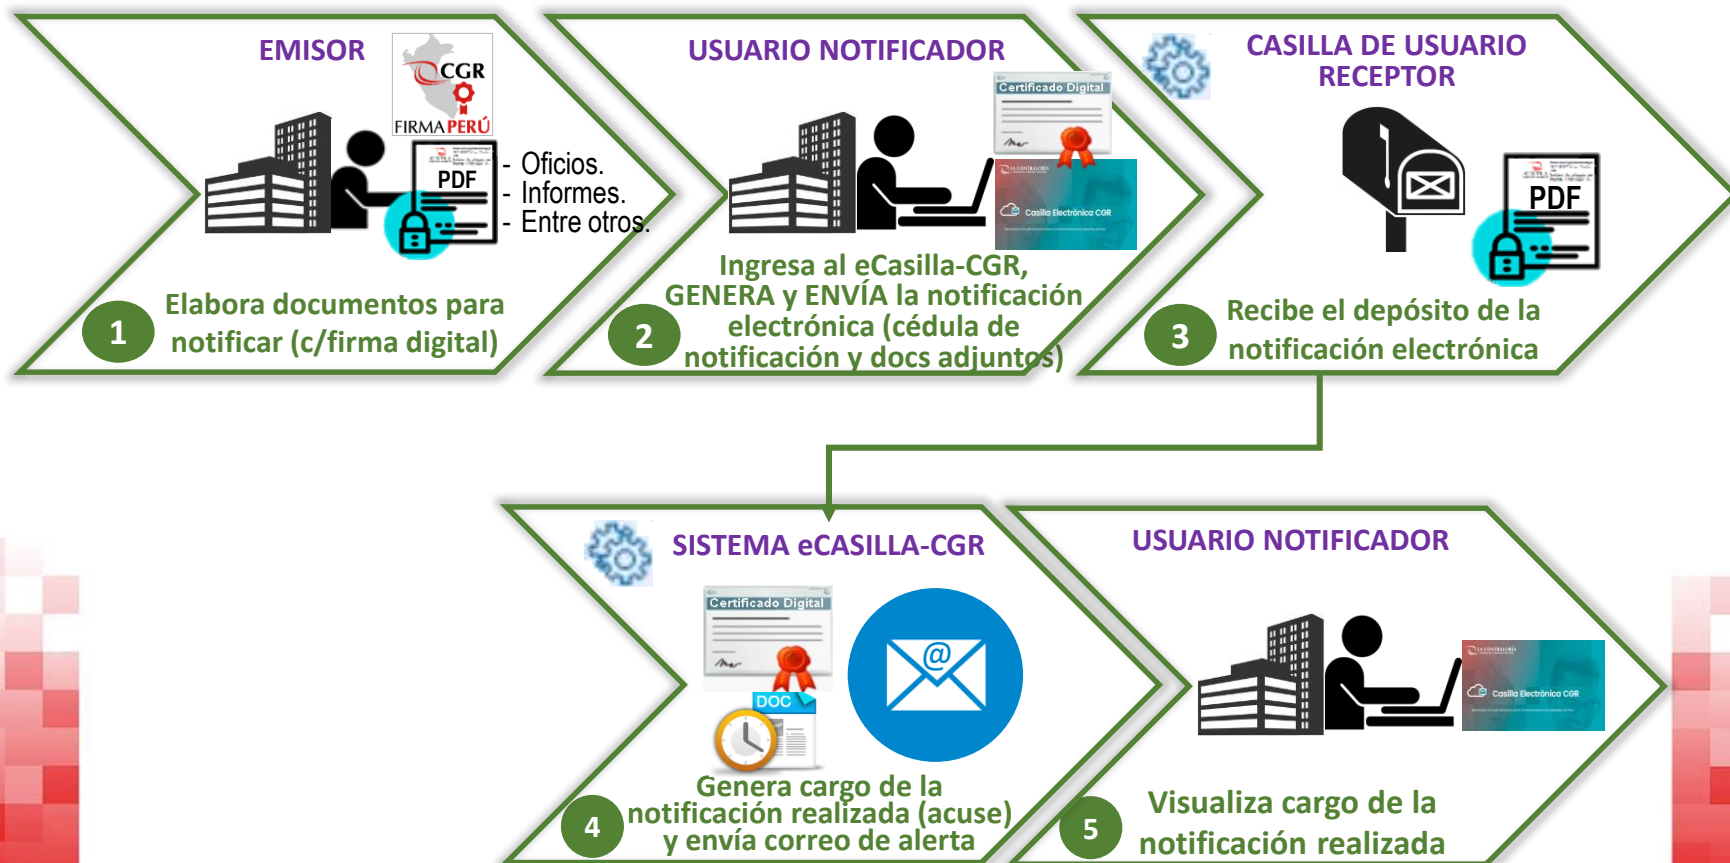 EMISOR
CGR
FIRMA PERÚ
PDF
- Oficios.
- Informes.
- Entre otros.
1
Elabora documentos para
notificar (c/firma digital)
USUARIO NOTIFICADOR
Certificado Digital
LA CONTRALORÍA
Casilla Electrónica CGR
2
Ingresa al eCasilla-CGR,
GENERA y ENVÍA la notificación
electrónica (cédula de
notificación y docs adjuntos)
CASILLA DE USUARIO
RECEPTOR
PDF
3
Recibe el depósito de la
notificación electrónica
SISTEMA eCASILLA-CGR
Certificado Digital
DOC
@
4
Genera cargo de la
notificación realizada (acuse)
y envía correo de alerta
USUARIO NOTIFICADOR
LA CONTRALORÍA
Casilla Electrónica CGR
5
Visualiza cargo de la
notificación realizada